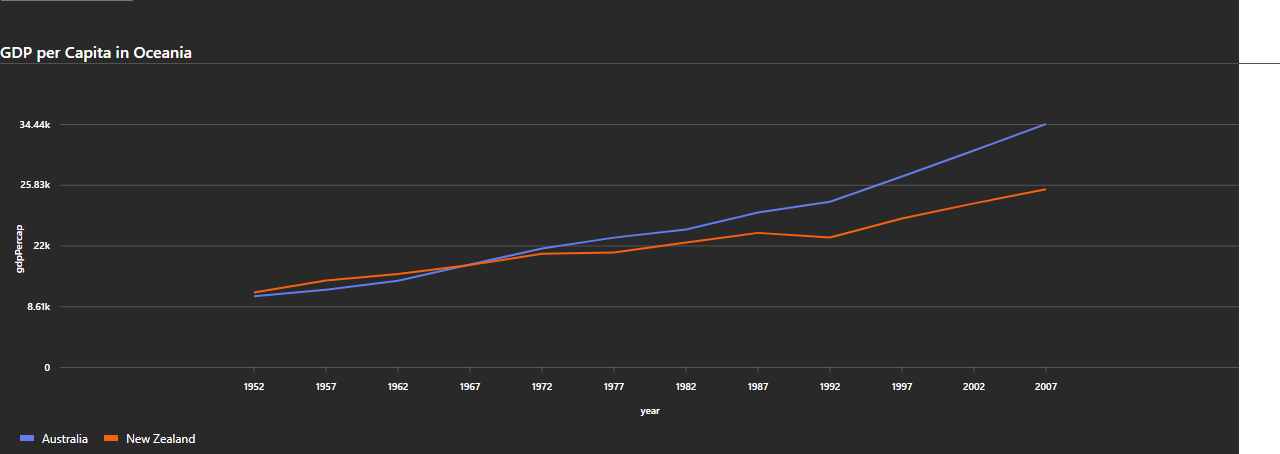 GDP per Capita in Oceania
34.44k
25.83k
22k
8.61k
0
gdpPercap
1952 1957 1962 1967 1972 1977 1982 1987 1992 1997 2002 2007
year
Australia New Zealand